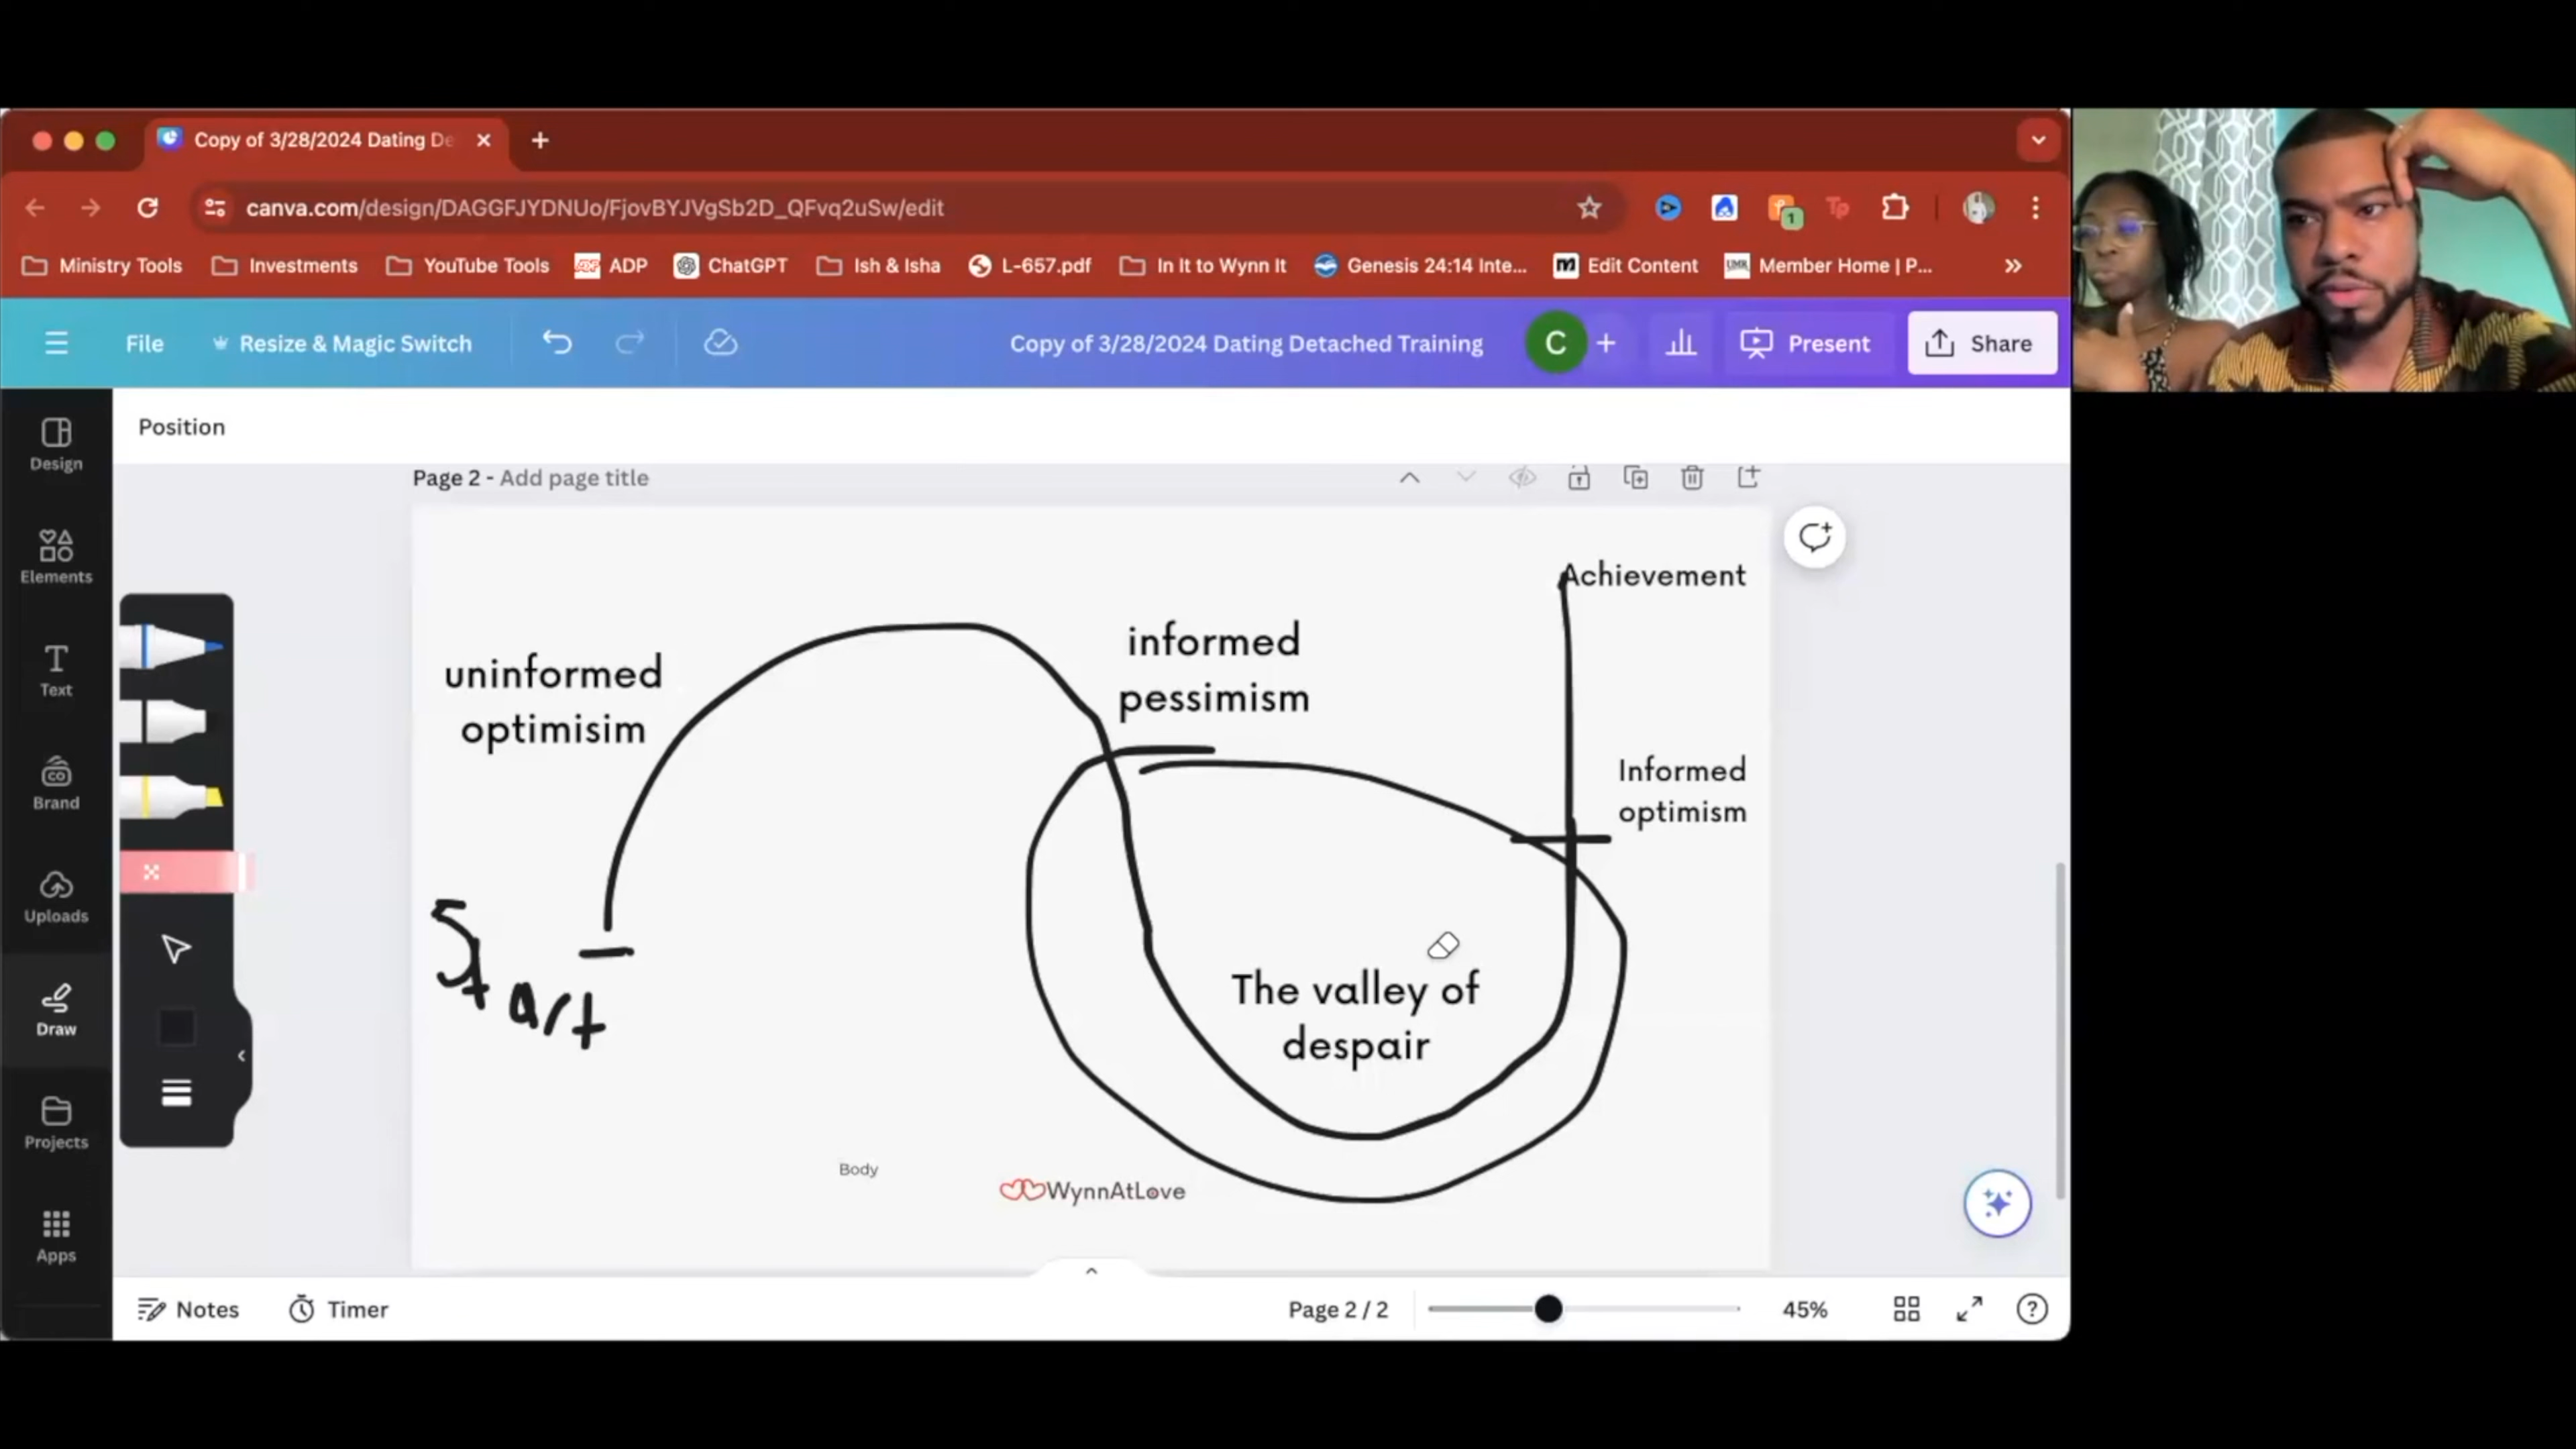 Copy of 3/28/2024 Dating De
canva.com/design/DAGGFJYDNUo/FjovBYJVgSb2D_QFvq2uSw/edit
1
Tp
Ministry Tools
Investments
YouTube Tools
ADP
ChatGPT
Ish & Isha
L-657.pdf
In It to Wynn It
Genesis 24:14 Inte...
Edit Content
UMR
Member Home | P...
File
Resize & Magic Switch
Copy of 3/28/2024 Dating Detached Training
C
Present
Share
Design
Elements
Text
Brand
Uploads
Draw
Projects
Apps
Position
Page 2 - Add page title
Achievement
uninformed
optimisim
informed
pessimism
Informed
optimism
Start
The valley of
despair
Body
WynnAtLove
Notes
Timer
Page 2 / 2
45%